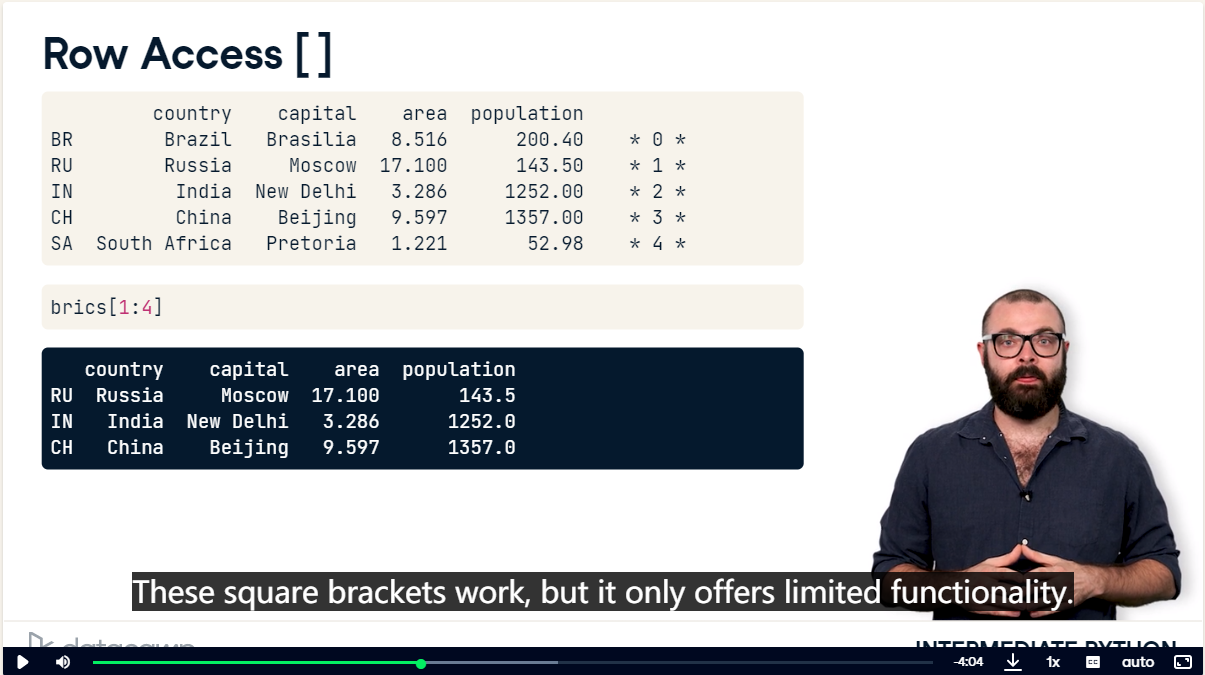 Row Access []
country capital area population
BR Brazil Brasilia 8.516 200.40 * 0 *
RU Russia Moscow 17.100 143.50 * 1 *
IN India New Delhi 3.286 1252.00 * 2 *
CH China Beijing 9.597 1357.00 * 3 *
SA South Africa Pretoria 1.221 52.98 * 4 *
brics[1:4]
country capital area population
RU Russia Moscow 17.100 143.5
IN India New Delhi 3.286 1252.0
CH China Beijing 9.597 1357.0
These square brackets work, but it only offers limited functionality.
datacamp
INTERMEDIATE PYTHON
-4:04 1x CC auto